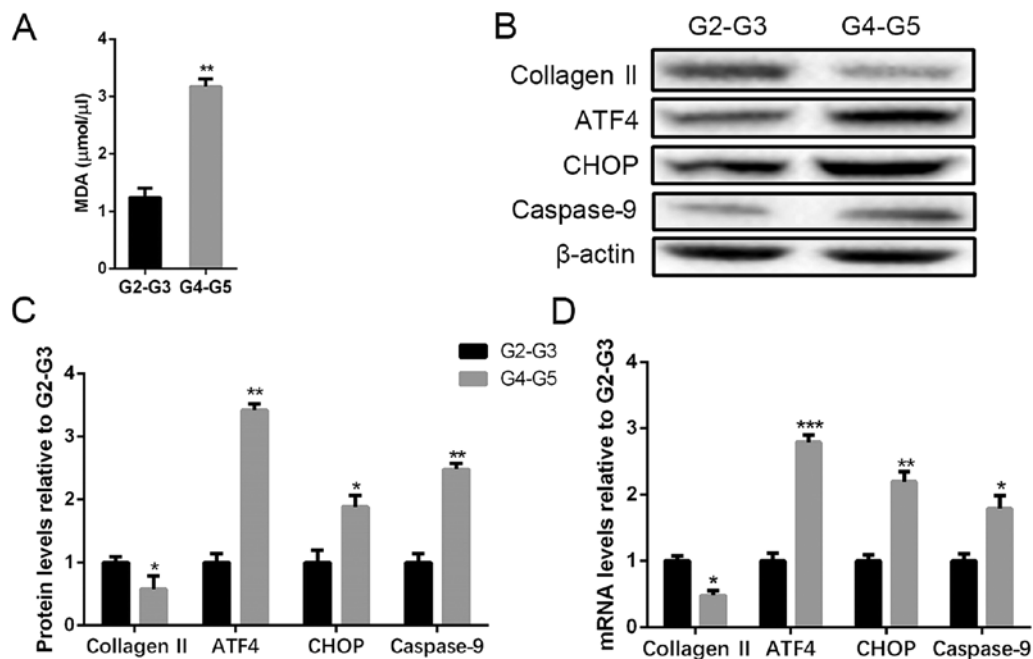 A
MDA (μmol/μl)
4
3
2
1
0
**
G2-G3 G4-G5
B
G2-G3 G4-G5
Collagen II
ATF4
CHOP
Caspase-9
β-actin
C
Protein levels relative to G2-G3
G2-G3
G4-G5
4
3
2
1
0
* ** * **
Collagen II ATF4 CHOP Caspase-9
D
mRNA levels relative to G2-G3
4
3
2
1
0
* *** ** *
Collagen II ATF4 CHOP Caspase-9